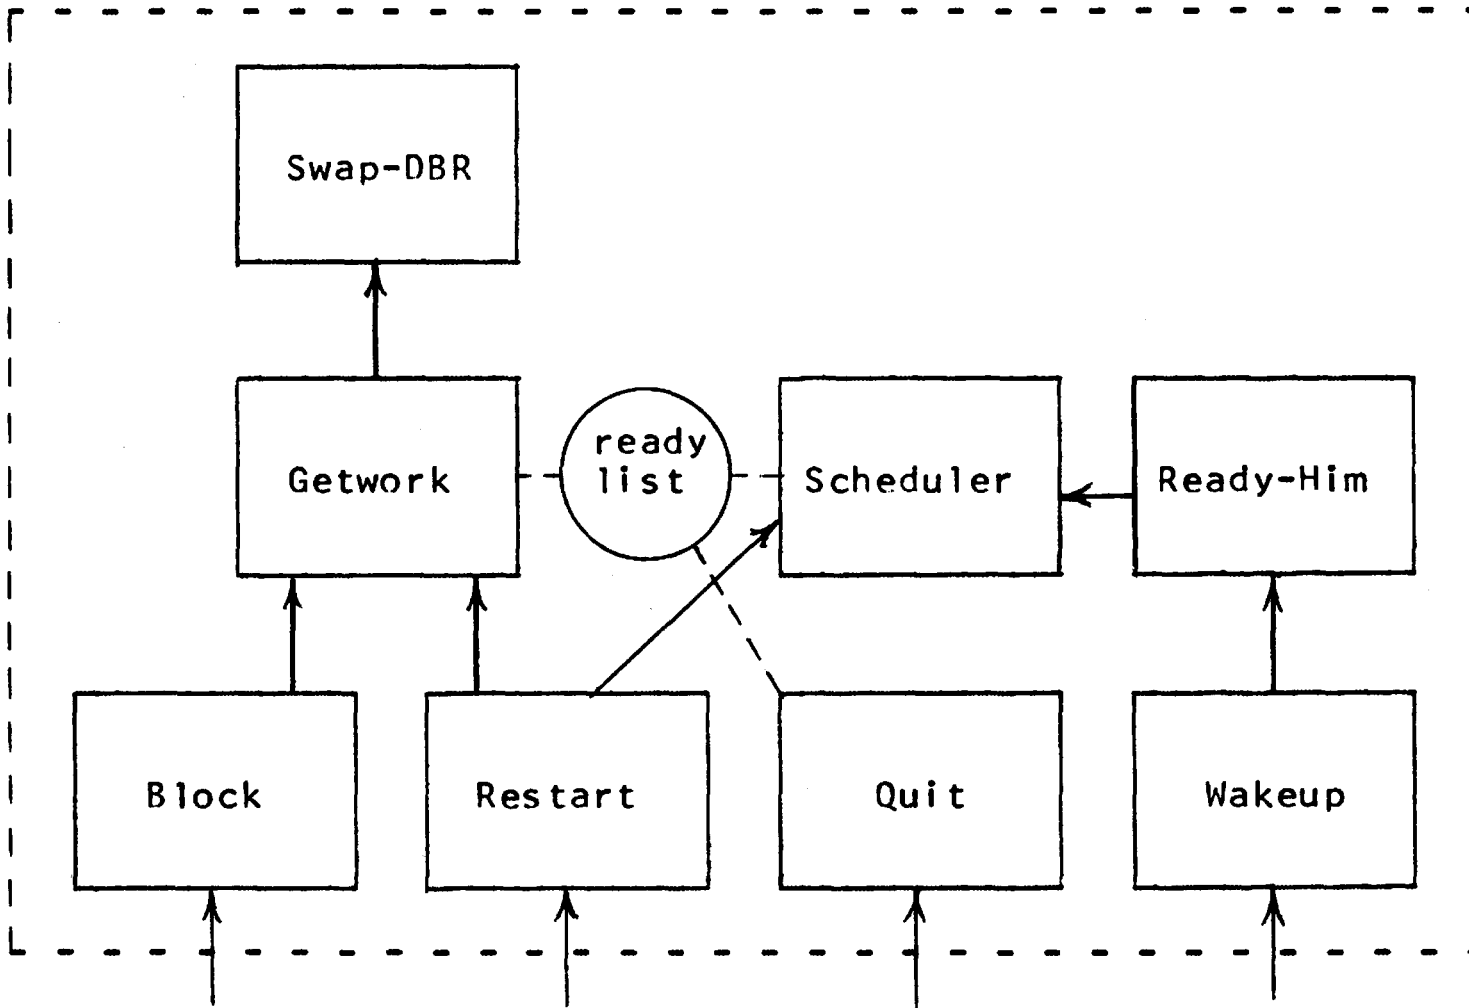 Swap-DBR
Getwork
ready
list
Scheduler
Ready-Him
Block
Restart
Quit
Wakeup